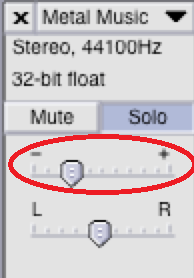 × Metal Music ▼
Stereo, 44100Hz
32-bit float
Mute Solo
- +
L R